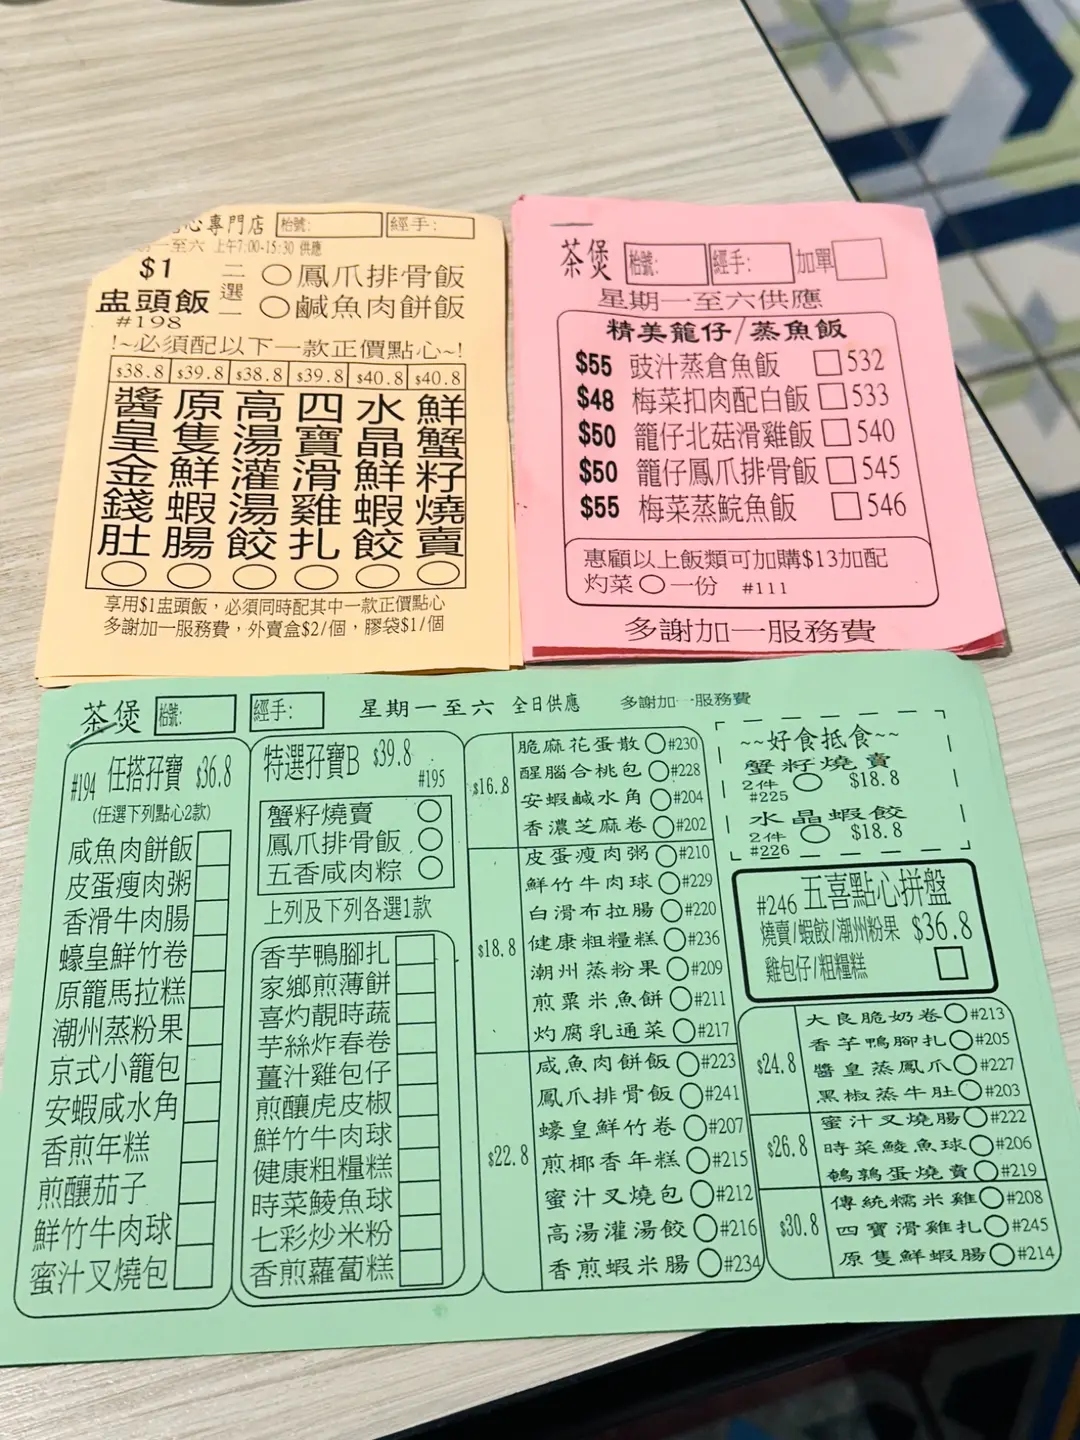 心專門店 枱號: 經手:
一至六 上午7:00-15:30 供應
$1
盅頭飯
#198
二選一
鳳爪排骨飯
鹹魚肉餅飯
!~必須配以下一款正價點心~!
$38.8 $39.8 $38.8 $39.8 $40.8 $40.8
醬皇金錢肚
原隻鮮蝦腸
高湯灌湯餃
四寶滑雞扎
水晶鮮蝦餃
鮮蟹籽燒賣
享用$1盅頭飯,必須同時配其中一款正價點心
多謝加一服務費,外賣盒$2/個,膠袋$1/個
茶煲 枱號: 經手: 加單
星期一至六供應
精美龍仔/蒸魚飯
$55 豉汁蒸倉魚飯 532
$48 梅菜扣肉配白飯 533
$50 籠仔北菇滑雞飯 540
$50 籠仔鳳爪排骨飯 545
$55 梅菜蒸鯇魚飯 546
惠顧以上飯類可加購$13加配
灼菜 一份 #111
多謝加一服務費
茶煲 枱號: 經手: 星期一至六 全日供應 多謝加一服務費
#194 任搭孖寶 $36.8
(任選下列點心2款)
咸魚肉餅飯
皮蛋瘦肉粥
香滑牛肉腸
蠔皇鮮竹卷
原籠馬拉糕
潮州蒸粉果
京式小籠包
安蝦咸水角
香煎年糕
煎釀茄子
鮮竹牛肉球
蜜汁叉燒包
特選孖寶B $39.8
#195
蟹籽燒賣
鳳爪排骨飯
五香咸肉粽
上列及下列各選1款
香芋鴨腳扎
家鄉煎薄餅
喜灼靚時蔬
芋絲炸春卷
薑汁雞包仔
煎釀虎皮椒
鮮竹牛肉球
健康粗糧糕
時菜鯪魚球
七彩炒米粉
香煎蘿蔔糕
$16.8
脆麻花蛋散 #230
醒腦合桃包 #228
安蝦鹹水角 #204
香濃芝麻卷 #202
$18.8
皮蛋瘦肉粥 #210
鮮竹牛肉球 #229
白滑布拉腸 #220
健康粗糧糕 #236
潮州蒸粉果 #209
煎粟米魚餅 #211
灼腐乳通菜 #217
$22.8
咸魚肉餅飯 #223
鳳爪排骨飯 #241
蠔皇鮮竹卷 #207
煎椰香年糕 #215
蜜汁叉燒包 #212
高湯灌湯餃 #216
香煎蝦米腸 #234
~~好食抵食~~
蟹籽燒賣
2件 $18.8
#225
水晶蝦餃
2件 $18.8
#226
#246 五喜點心拼盤
燒賣/蝦餃/潮州粉果 $36.8
雞包仔/粗糧糕
$24.8
大良脆奶卷 #213
香芋鴨腳扎 #205
醬皇蒸鳳爪 #227
黑椒蒸牛肚 #203
$26.8
蜜汁叉燒腸 #222
時菜鯪魚球 #206
鵪鶉蛋燒賣 #219
$30.8
傳統糯米雞 #208
四寶滑雞扎 #245
原隻鮮蝦腸 #214